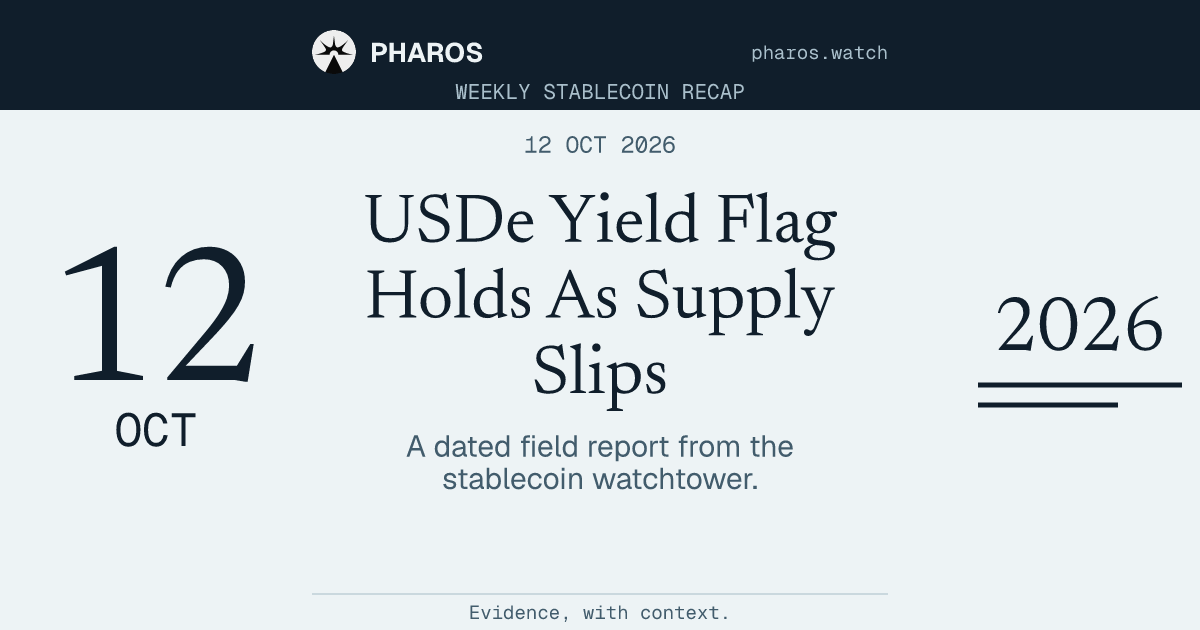 PHAROS
pharos.watch
WEEKLY STABLECOIN RECAP
12 OCT 2026
USDe Yield Flag
Holds As Supply
Slips
A dated field report from the
stablecoin watchtower.
12
OCT
2026
Evidence, with context.